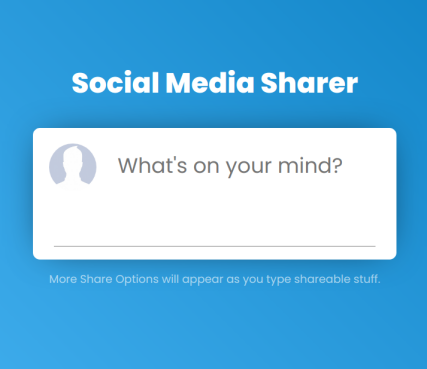 Social Media Sharer
What's on your mind?
More Share Options will appear as you type shareable stuff.